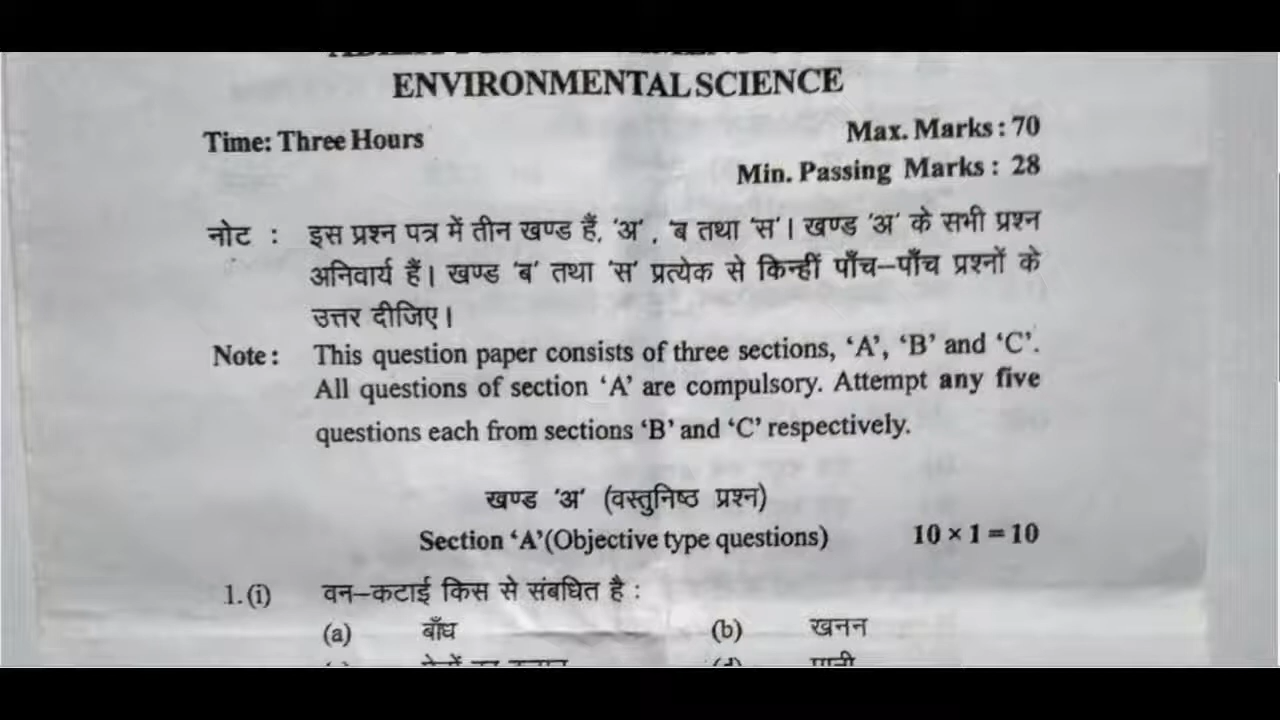 ENVIRONMENTAL SCIENCE
Time: Three Hours
Max. Marks : 70
Min. Passing Marks : 28
नोट : इस प्रश्न पत्र में तीन खण्ड हैं, 'अ', 'ब तथा 'स'। खण्ड 'अ' के सभी प्रश्न
अनिवार्य हैं। खण्ड 'ब' तथा 'स' प्रत्येक से किन्हीं पाँच-पाँच प्रश्नों के
उत्तर दीजिए।
Note : This question paper consists of three sections, 'A', 'B' and 'C'.
All questions of section 'A' are compulsory. Attempt any five
questions each from sections 'B' and 'C' respectively.
खण्ड 'अ' (वस्तुनिष्ठ प्रश्न)
Section 'A'(Objective type questions) 10 × 1 = 10
1. (i) वन-कटाई किस से संबधित है :
(a) बाँध (b) खनन
(d) पानी